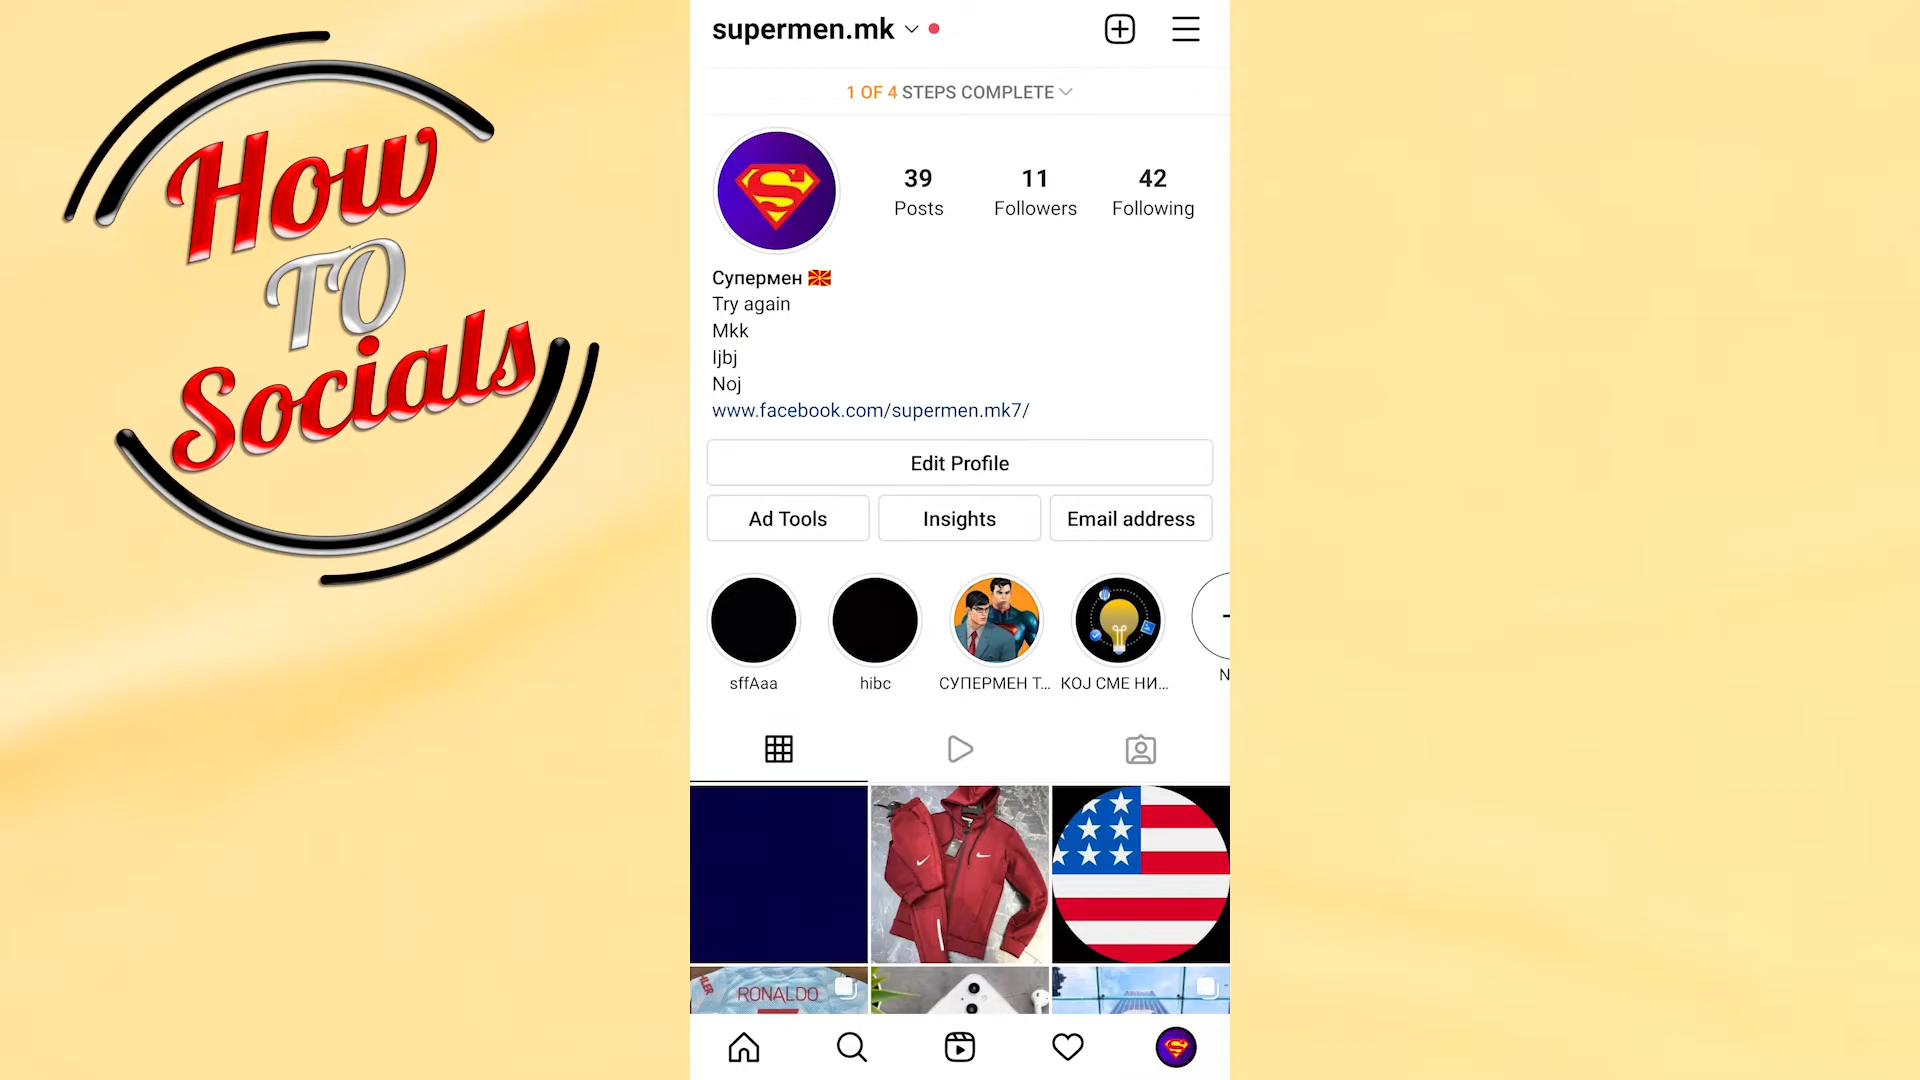 How
TO
Socials
supermen.mk
1 OF 4 STEPS COMPLETE
39
Posts
11
Followers
42
Following
Супермен
Try again
Mkk
Ijbj
Noj
www.facebook.com/supermen.mk7/
Edit Profile
Ad Tools
Insights
Email address
sffAaa
hibc
СУПЕРМЕН Т...
КОЈ СМЕ НИ...
N
RONALDO